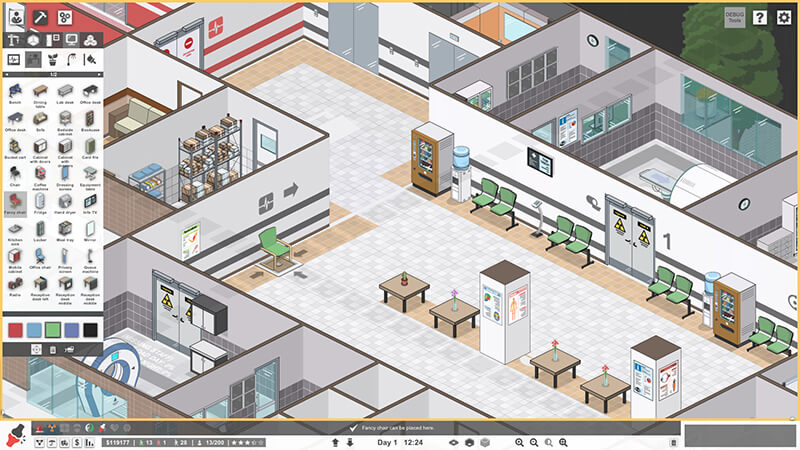 DEBUG
Tools
?
1/2
Bench
Dining table
Lab desk
Office desk
Office desk
Sofa
Bedside cabinet
Bookcase
Bucket cart
Cabinet with doors
Cabinet with
Card file
Chair
Coffee machine
Dressing screen
Equipment table
Fancy chair
Fridge
Hand dryer
Info TV
Kitchen sink
Locker
Meal tray
Mirror
Mobile cabinet
Office chair
Privacy screen
Queue machine
Radio
Reception desk left
Reception desk middle
Reception desk middle
1
Fancy chair can be placed here.
$119177
13
1
28
13/200
Day 1 12:24